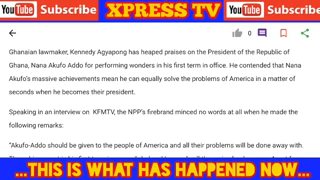 YouTube Subscribe XPRESS TV YouTube Subscribe
0
Ghanaian lawmaker, Kennedy Agyapong has heaped praises on the President of the Republic of
Ghana, Nana Akufo Addo for performing wonders in his first term in office. He contended that Nana
Akufo's massive achievements mean he can equally solve the problems of America in a matter of
seconds when he becomes their president.
Speaking in an interview on KFMTV, the NPP's firebrand minced no words at all when he made the
following remarks:
"Akufo-Addo should be given to the people of America and all their problems will be done away with.
...THIS IS WHAT HAS HAPPENED NOW...